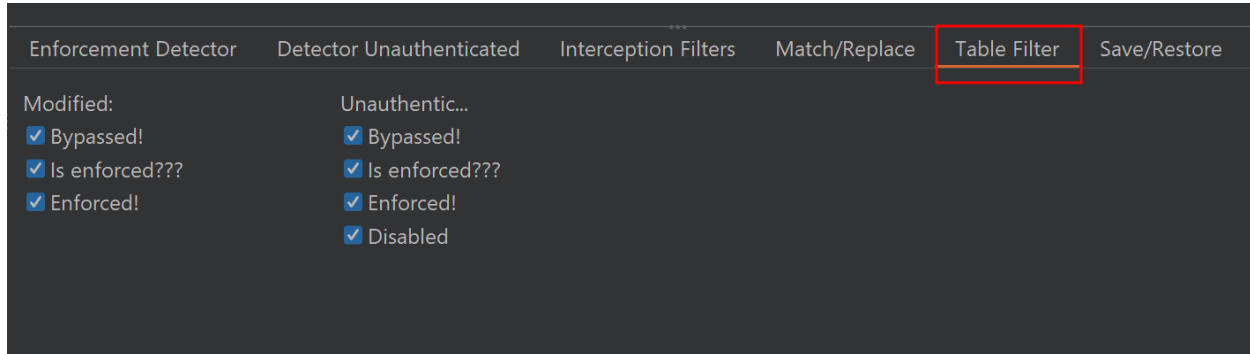 Enforcement Detector Detector Unauthenticated Interception Filters Match/Replace Table Filter Save/Restore
Modified: Unauthentic...
Bypassed! Bypassed!
Is enforced??? Is enforced???
Enforced! Enforced!
Disabled